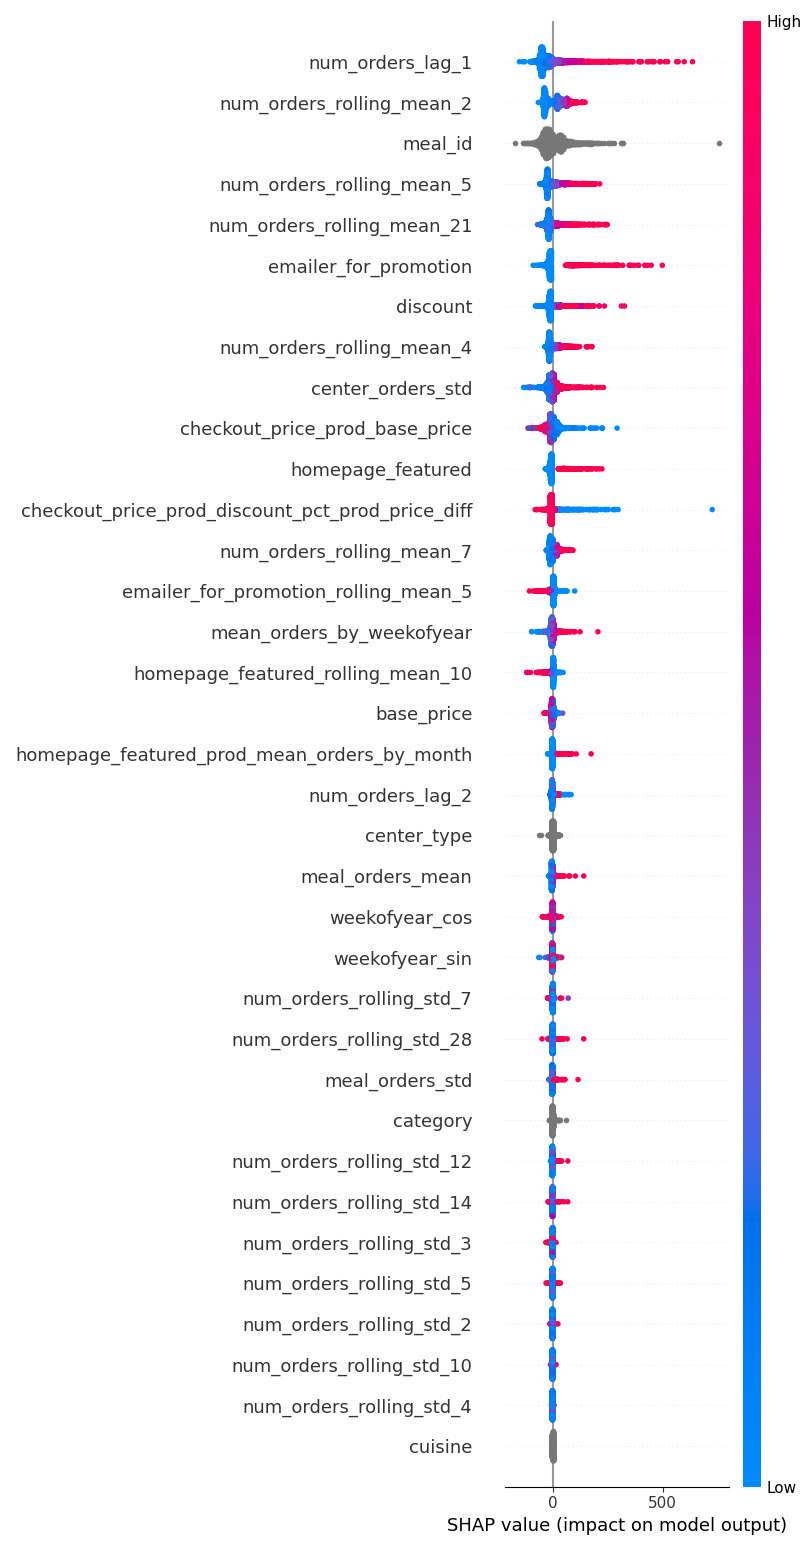 High
num_orders_lag_1
num_orders_rolling_mean_2
meal_id
num_orders_rolling_mean_5
num_orders_rolling_mean_21
emailer_for_promotion
discount
num_orders_rolling_mean_4
center_orders_std
checkout_price_prod_base_price
homepage_featured
checkout_price_prod_discount_pct_prod_price_diff
num_orders_rolling_mean_7
emailer_for_promotion_rolling_mean_5
mean_orders_by_weekofyear
homepage_featured_rolling_mean_10
base_price
homepage_featured_prod_mean_orders_by_month
num_orders_lag_2
center_type
meal_orders_mean
weekofyear_cos
weekofyear_sin
num_orders_rolling_std_7
num_orders_rolling_std_28
meal_orders_std
category
num_orders_rolling_std_12
num_orders_rolling_std_14
num_orders_rolling_std_3
num_orders_rolling_std_5
num_orders_rolling_std_2
num_orders_rolling_std_10
num_orders_rolling_std_4
cuisine
Low
0 500
SHAP value (impact on model output)